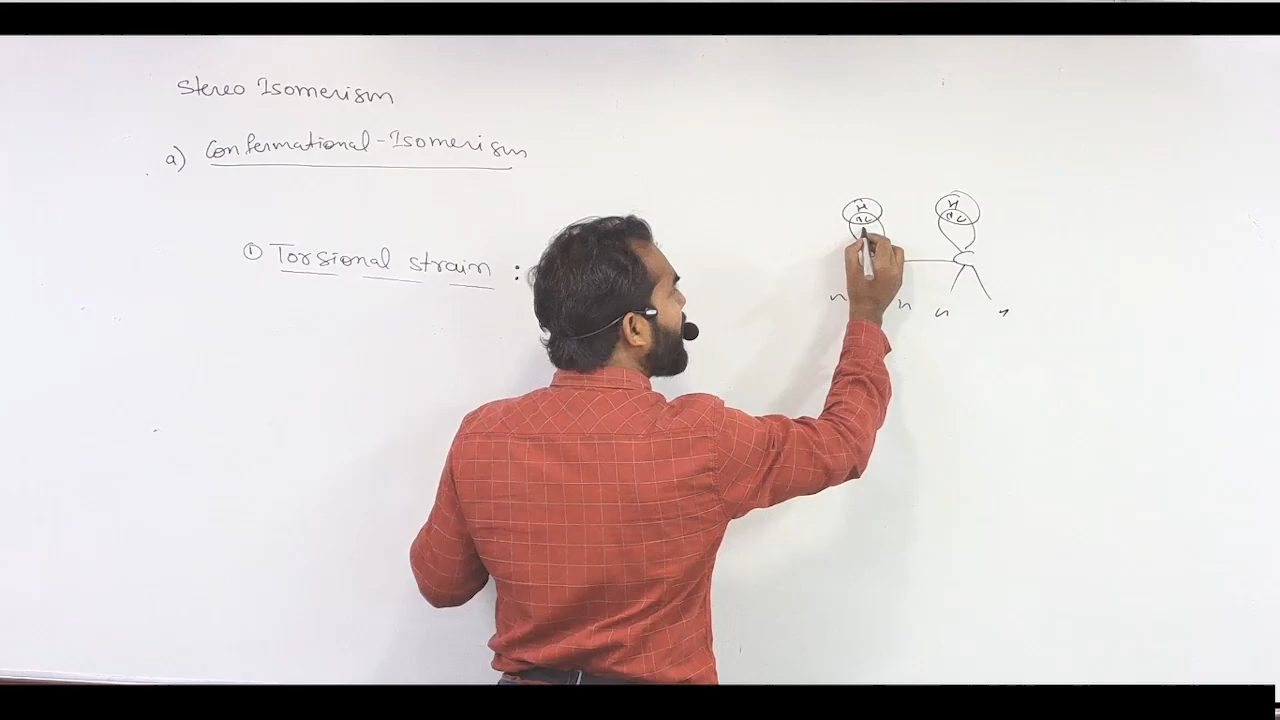 Stereo Isomerism
a) Conformational-Isomerism
① Torsional strain :
H H
C